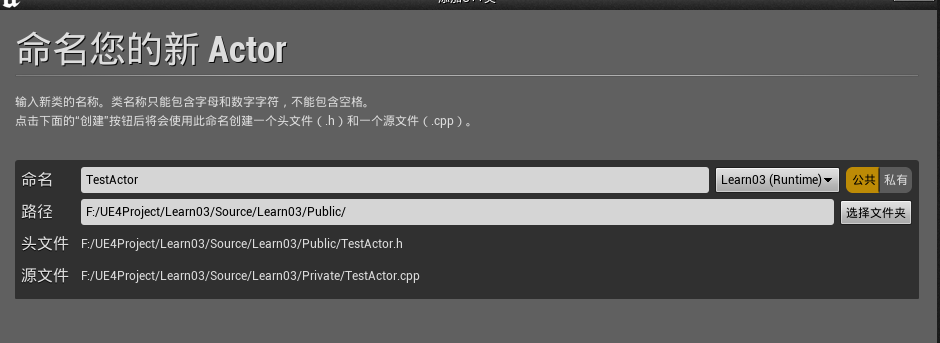 命名您的新 Actor
输入新类的名称。类名称只能包含字母和数字字符，不能包含空格。
点击下面的“创建”按钮后将会使用此命名创建一个头文件（.h）和一个源文件（.cpp）。
命名 TestActor Learn03 (Runtime) 公共 私有
路径 F:/UE4Project/Learn03/Source/Learn03/Public/ 选择文件夹
头文件 F:/UE4Project/Learn03/Source/Learn03/Public/TestActor.h
源文件 F:/UE4Project/Learn03/Source/Learn03/Private/TestActor.cpp